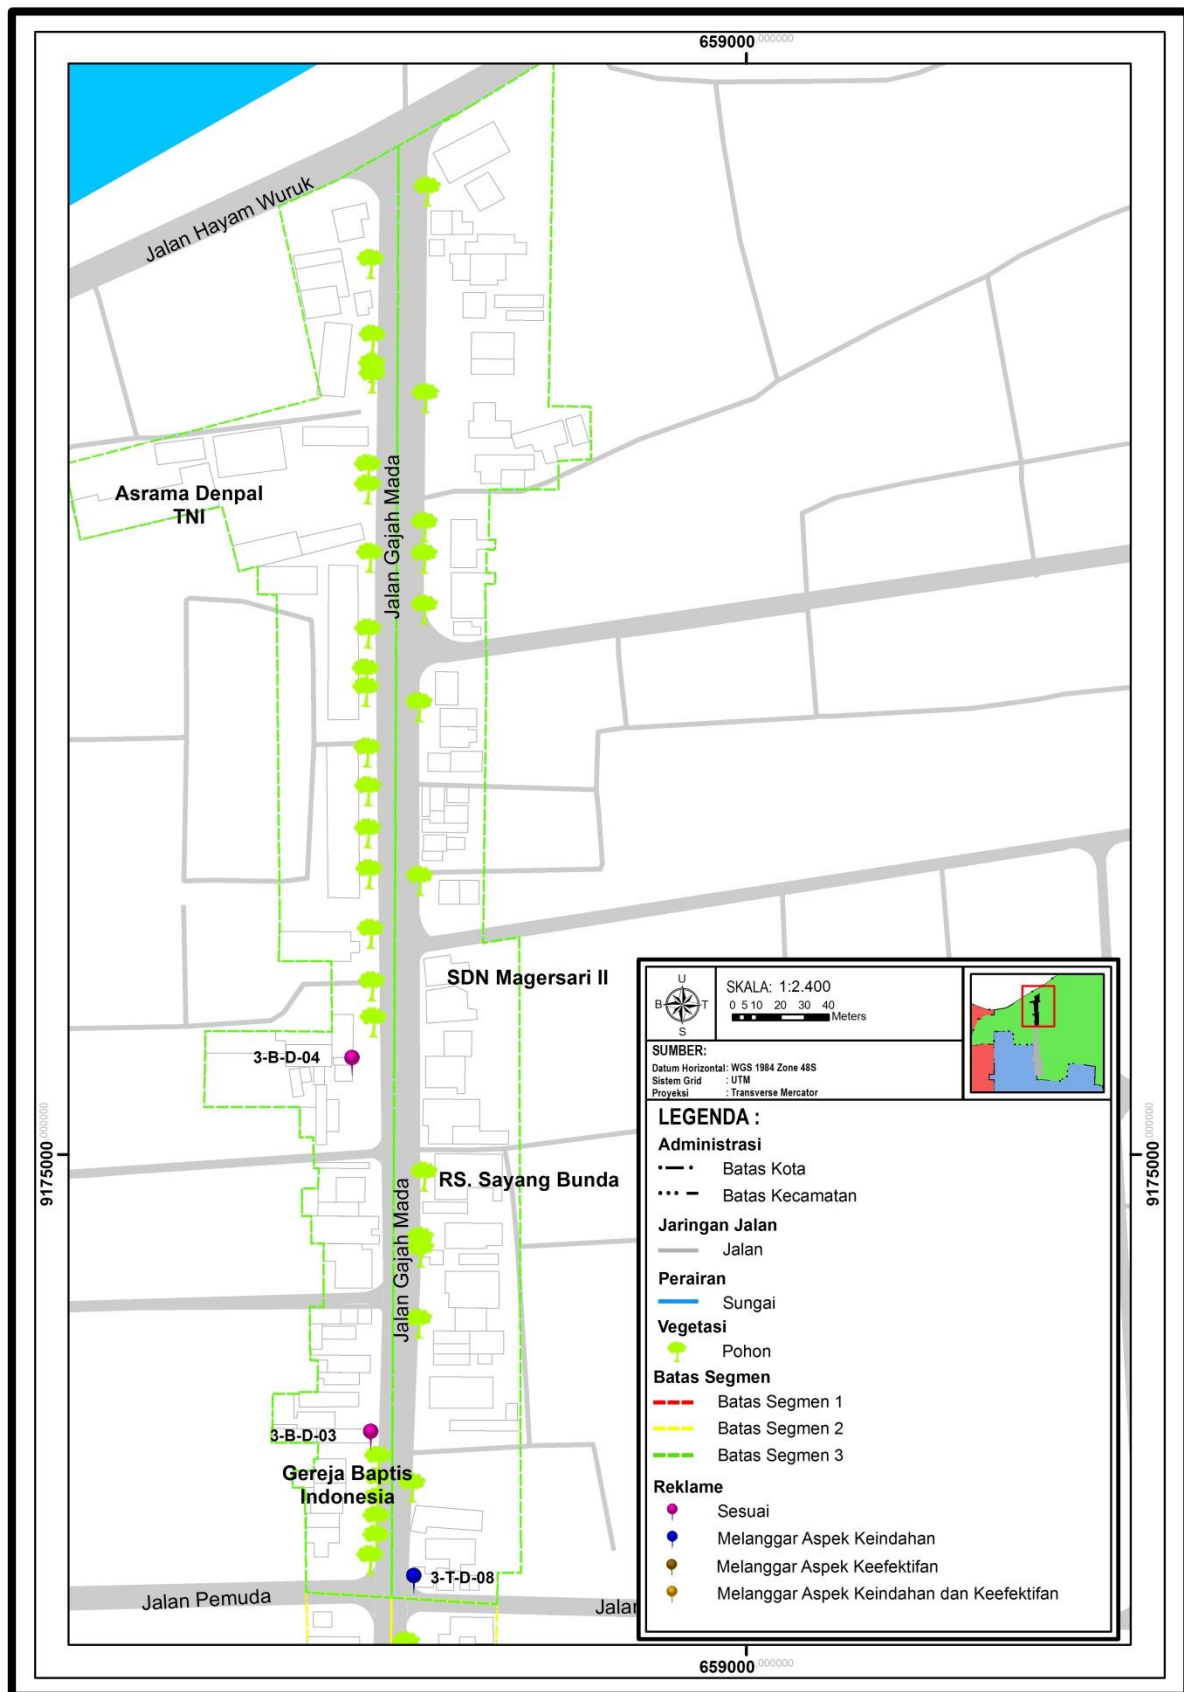 659000,000000
Jalan Hayam Wuruk
Asrama Denpal
TNI
Jalan Gajah Mada
SDN Magersari II
3-B-D-04
9175000,000000
9175000,000000
RS. Sayang Bunda
Jalan Gajah Mada
3-B-D-03
Gereja Baptis
Indonesia
3-T-D-08
Jalan Pemuda
Jalan
U
B T
S
SKALA: 1:2.400
0 5 10 20 30 40
Meters
SUMBER:
Datum Horizontal: WGS 1984 Zone 48S
Sistem Grid : UTM
Proyeksi : Transverse Mercator
LEGENDA :
Administrasi
Batas Kota
Batas Kecamatan
Jaringan Jalan
Jalan
Perairan
Sungai
Vegetasi
Pohon
Batas Segmen
Batas Segmen 1
Batas Segmen 2
Batas Segmen 3
Reklame
Sesuai
Melanggar Aspek Keindahan
Melanggar Aspek Keefektifan
Melanggar Aspek Keindahan dan Keefektifan
659000,000000